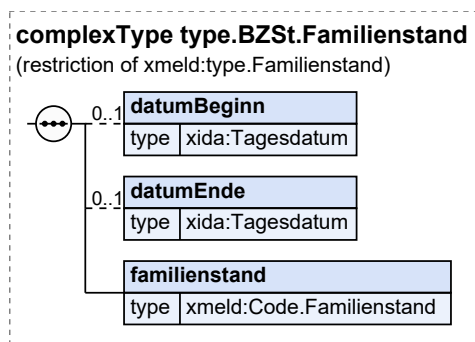 complexType type.BZSt.Familienstand
(restriction of xmeld:type.Familienstand)
0..1 datumBeginn
type xida:Tagesdatum
0..1 datumEnde
type xida:Tagesdatum
familienstand
type xmeld:Code.Familienstand